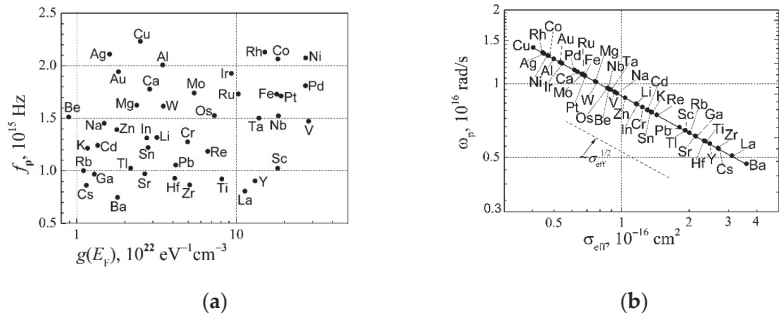 2.5
2.0
1.5
1.0
0.5
f_p, 10^15 Hz
Cu
Ag
Al
Au
Ca
Mg
W
Mo
Ir
Ru
Rh
Co
Ni
Pd
Fe
Pt
Be
Na
Zn
In
Li
K
Cd
Sn
Os
Cr
Ta
Nb
V
Rb
Ga
Tl
Sr
Pb
Re
Hf
Sc
Cs
Ba
Zr
Ti
La
Y
1
10
g(E_F), 10^22 eV^−1cm^−3
(a)
2
1
0.5
0.3
ω_p, 10^16 rad/s
Cu
Rh
Co
Au
Pd
Ru
Fe
Mg
Nb
Ta
Na
Li
Cd
K
Re
Sc
Rb
Ga
Ti
Zr
La
Ag
Ni
Ir
Al
Mo
Ca
Pt
W
Os
Be
Zn
In
Cr
Sn
Pb
Tl
Sr
Hf
Y
Cs
Ba
~σ_eff^1/2
0.4
1
4
σ_eff, 10^−16 cm^2
(b)